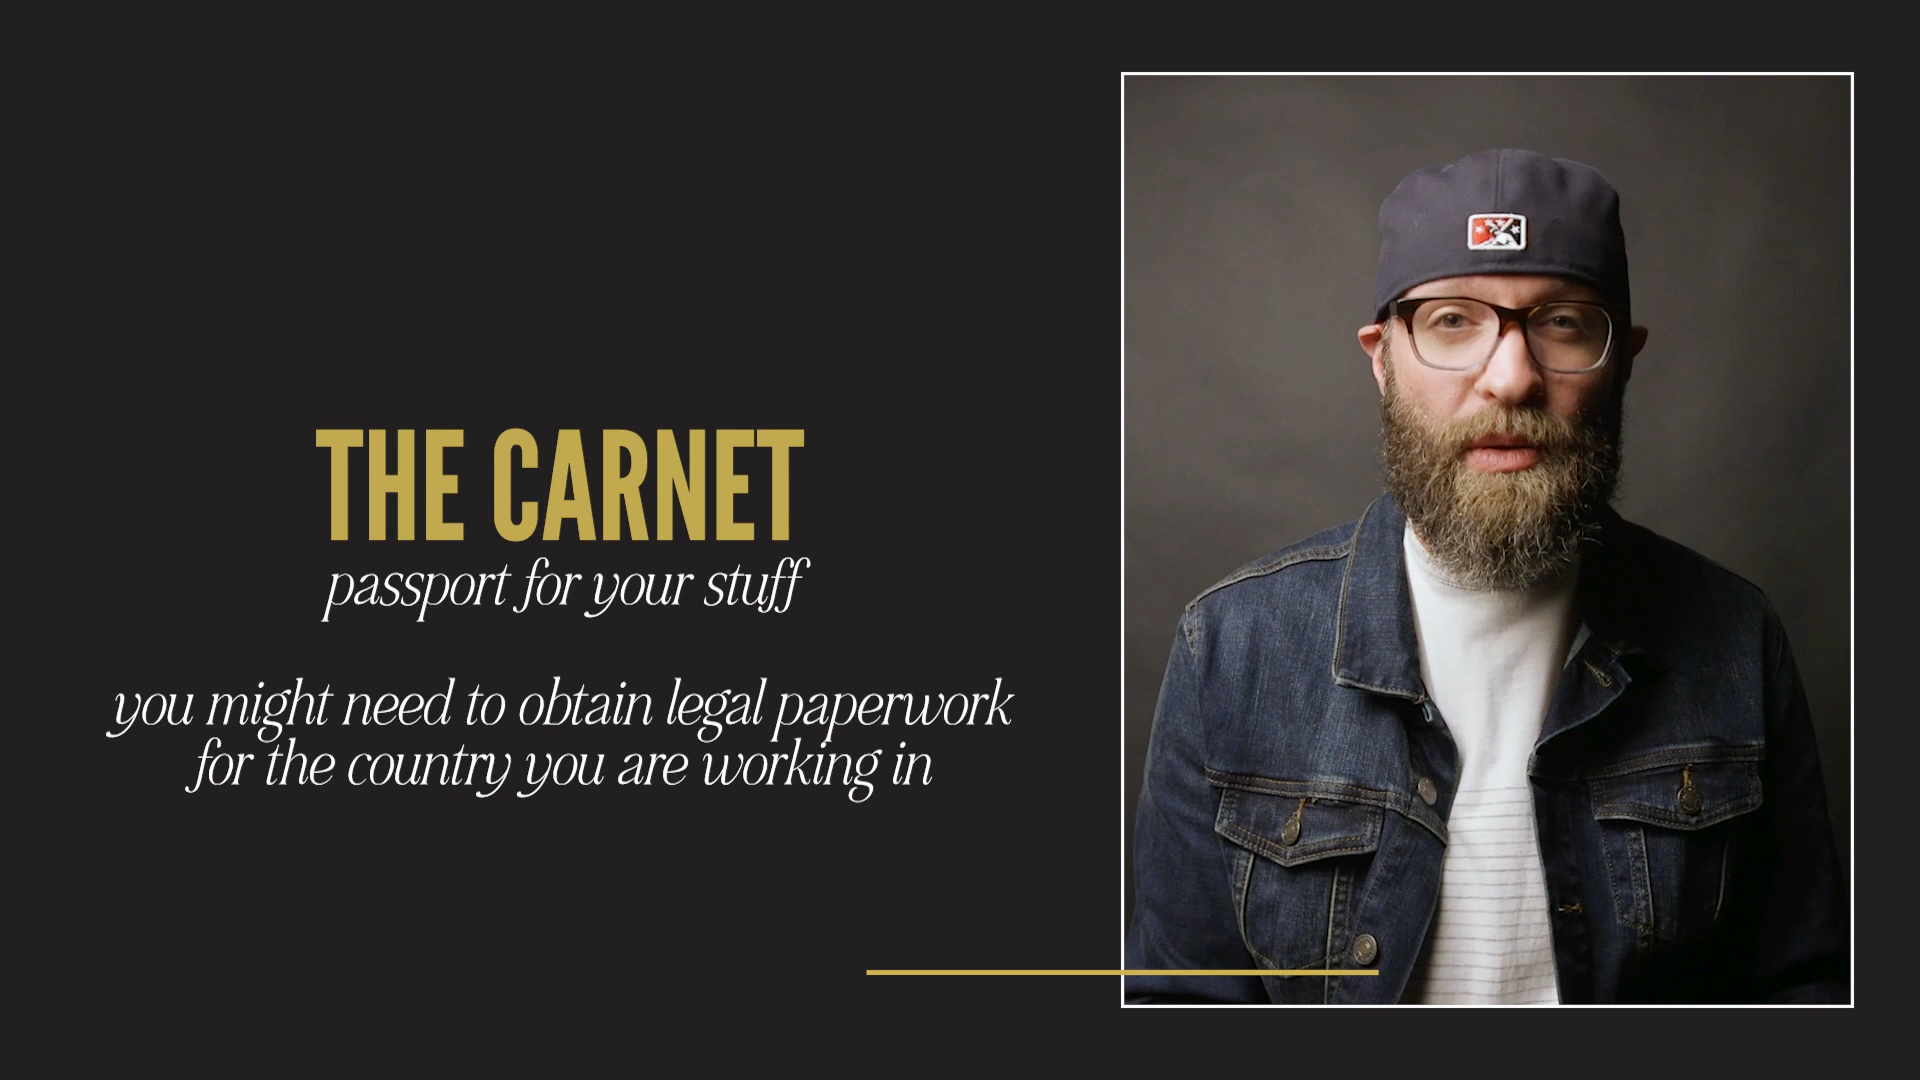 THE CARNET
passport for your stuff
you might need to obtain legal paperwork
for the country you are working in